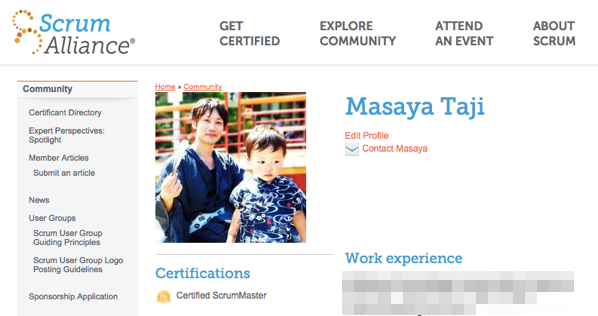 Scrum
Alliance®
GET
CERTIFIED
EXPLORE
COMMUNITY
ATTEND
AN EVENT
ABOUT
SCRUM
Community
Certificant Directory
Expert Perspectives:
Spotlight
Member Articles
Submit an article
News
User Groups
Scrum User Group
Guiding Principles
Scrum User Group Logo
Posting Guidelines
Sponsorship Application
Home » Community
Masaya Taji
Edit Profile
Contact Masaya
Certifications
Certified ScrumMaster
Work experience